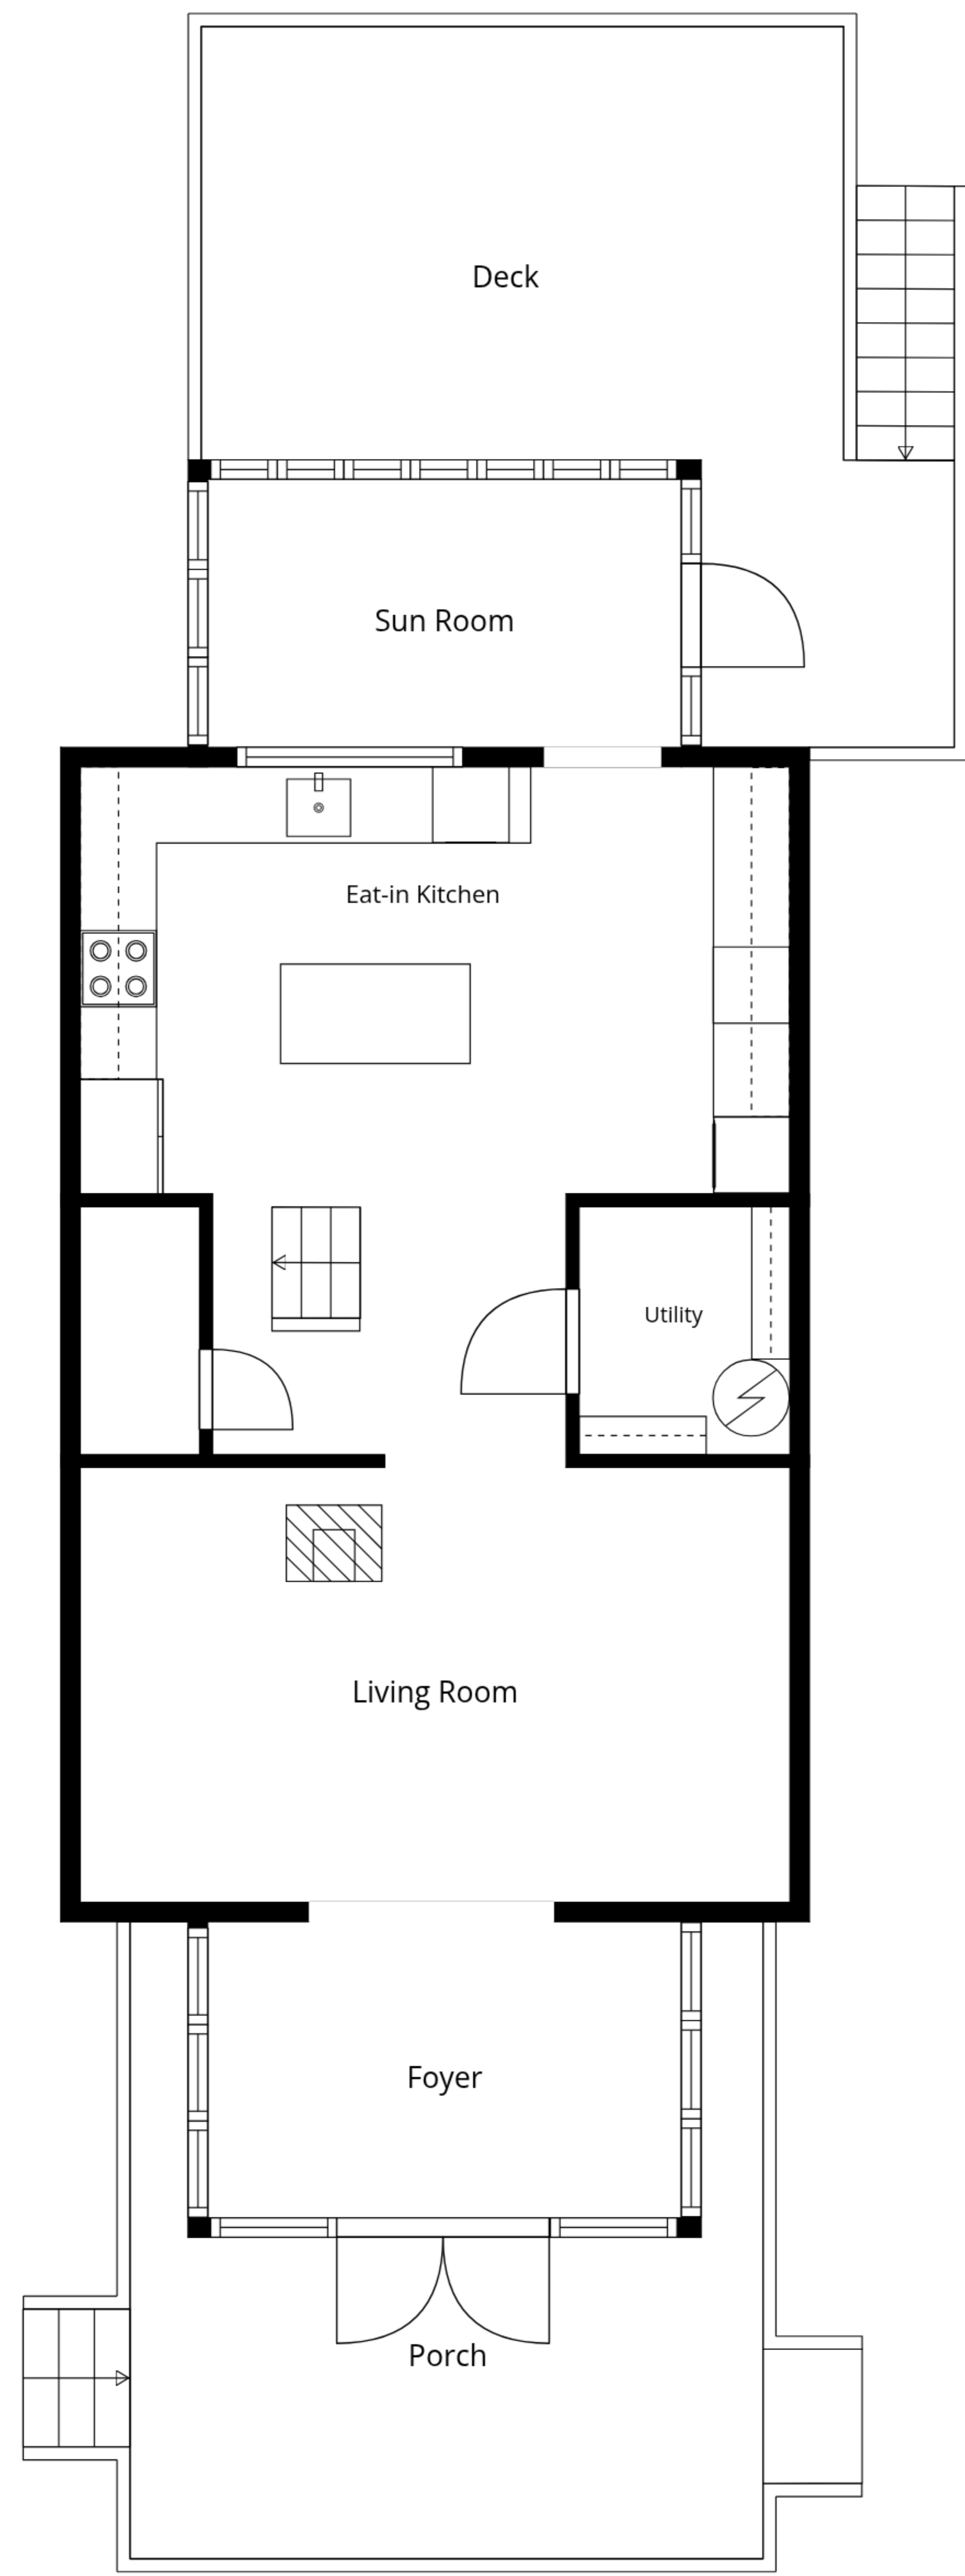 Deck
Sun Room
Eat-in Kitchen
Utility
Living Room
Foyer
Porch